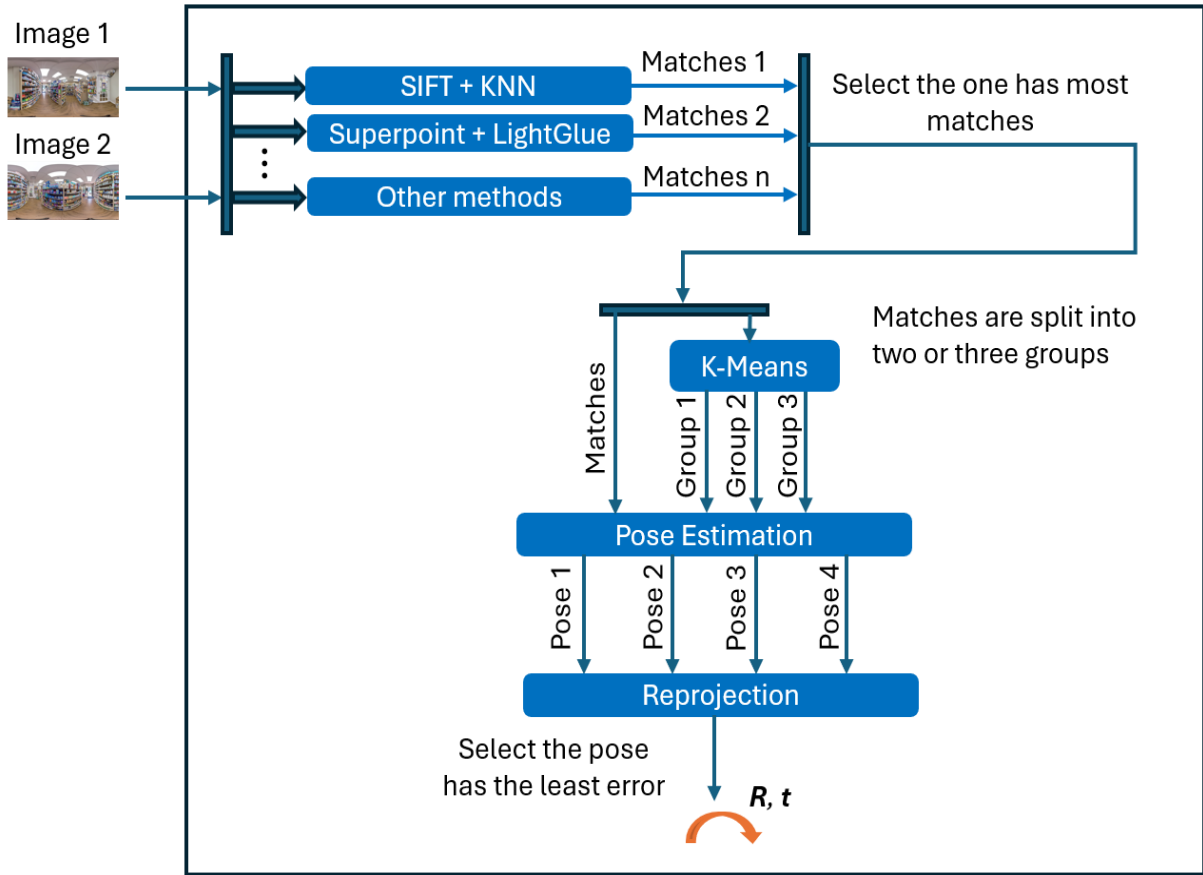 Image 1
Image 2
SIFT + KNN
Superpoint + LightGlue
⋮
Other methods
Matches 1
Matches 2
Matches n
Select the one has most
matches
Matches are split into
two or three groups
K-Means
Matches
Group 1
Group 2
Group 3
Pose Estimation
Pose 1
Pose 2
Pose 3
Pose 4
Reprojection
Select the pose
has the least error
R, t